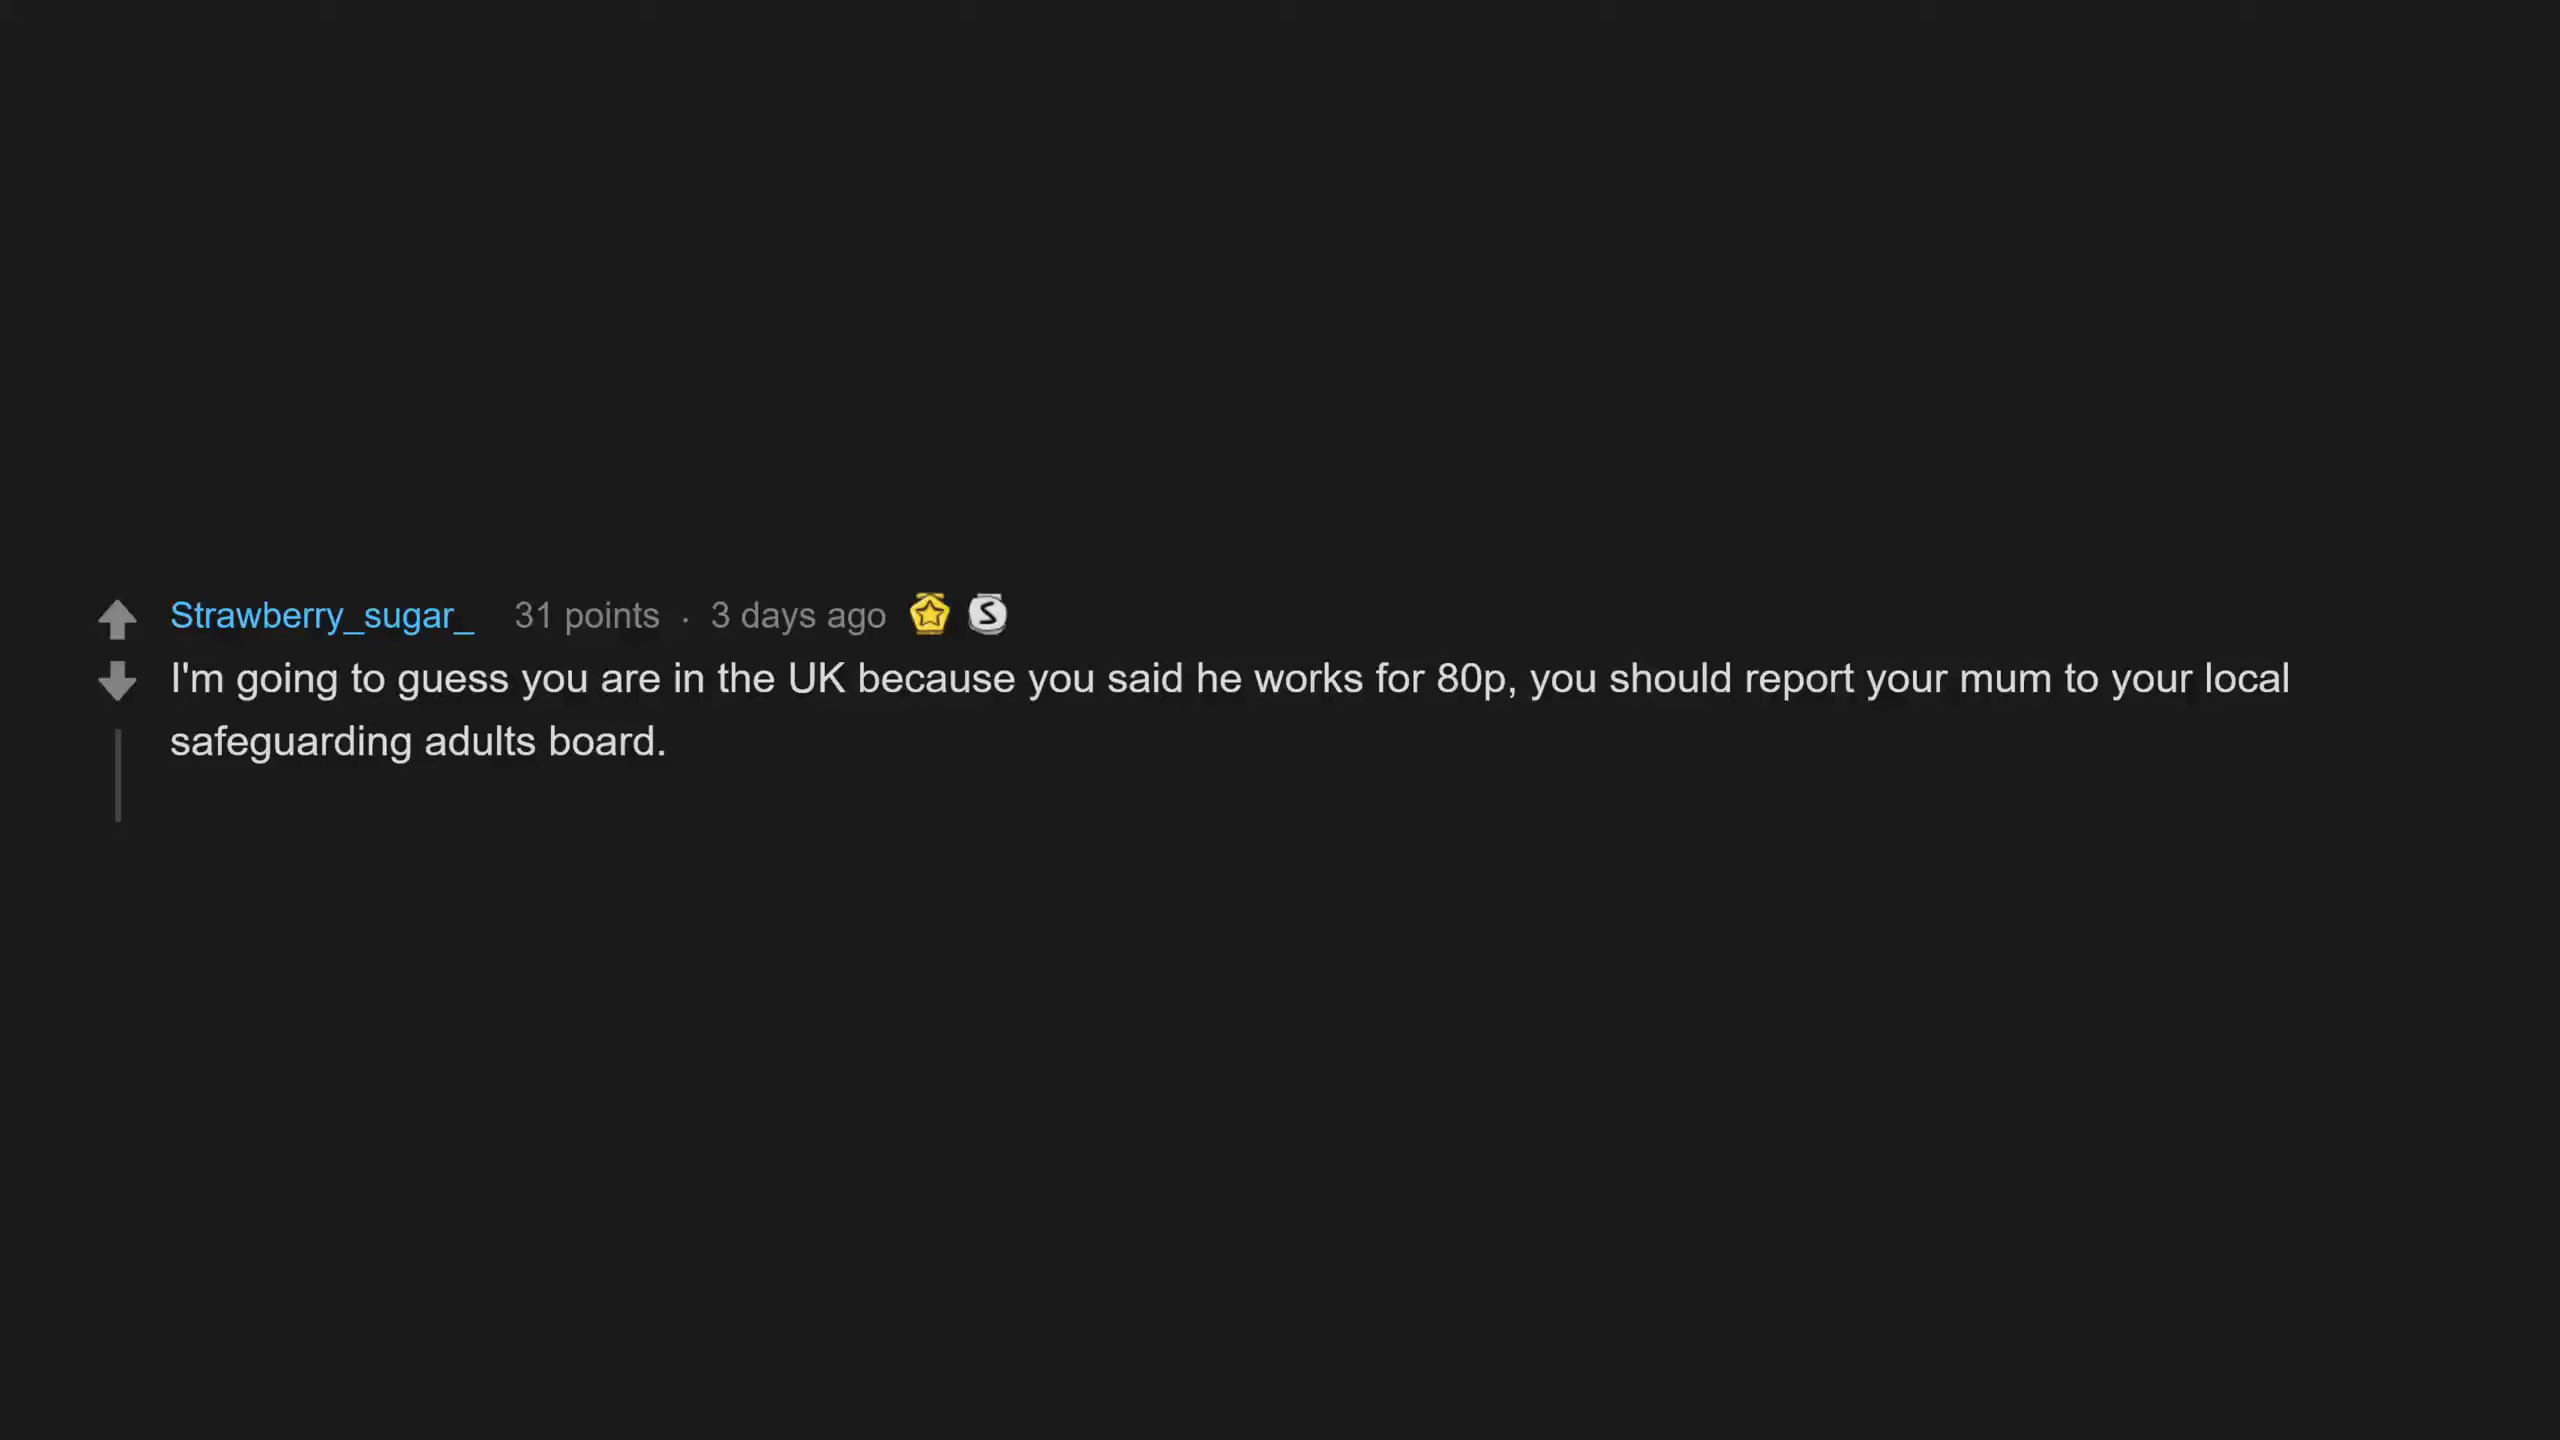 Strawberry_sugar_ 31 points · 3 days ago
I'm going to guess you are in the UK because you said he works for 80p, you should report your mum to your local
safeguarding adults board.